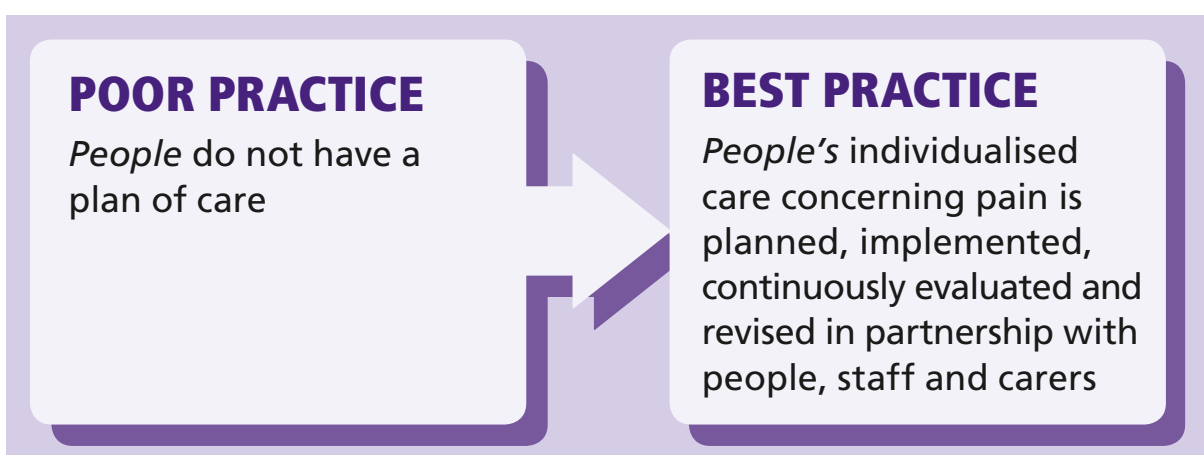 POOR PRACTICE
People do not have a
plan of care
BEST PRACTICE
People's individualised
care concerning pain is
planned, implemented,
continuously evaluated and
revised in partnership with
people, staff and carers